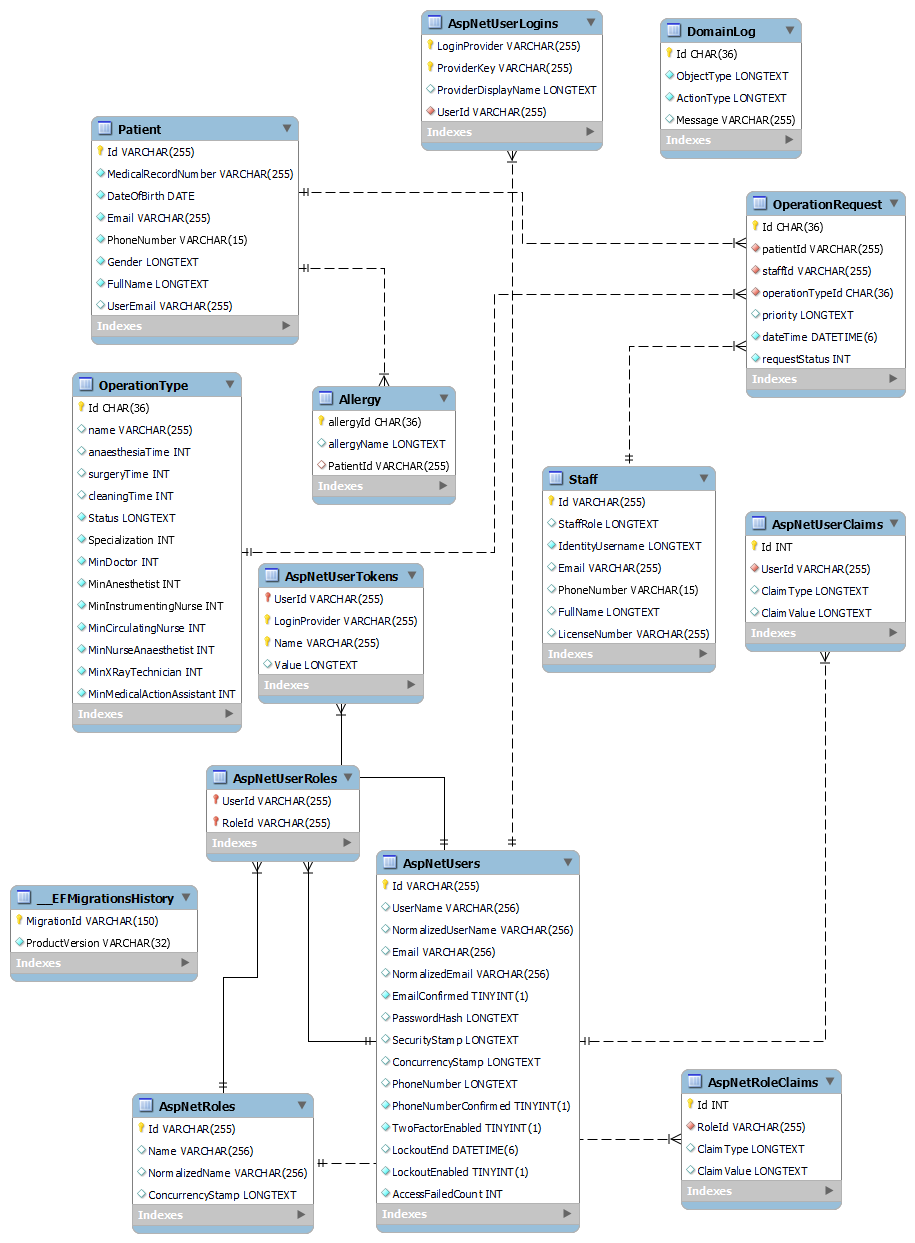 AspNetUserLogins
LoginProvider VARCHAR(255)
ProviderKey VARCHAR(255)
ProviderDisplayName LONGTEXT
UserId VARCHAR(255)
Indexes
DomainLog
Id CHAR(36)
ObjectType LONGTEXT
ActionType LONGTEXT
Message VARCHAR(255)
Indexes
Patient
Id VARCHAR(255)
MedicalRecordNumber VARCHAR(255)
DateOfBirth DATE
Email VARCHAR(255)
PhoneNumber VARCHAR(15)
Gender LONGTEXT
FullName LONGTEXT
UserEmail VARCHAR(255)
Indexes
OperationRequest
Id CHAR(36)
patientId VARCHAR(255)
staffId VARCHAR(255)
operationTypeId CHAR(36)
priority LONGTEXT
dateTime DATETIME(6)
requestStatus INT
Indexes
OperationType
Id CHAR(36)
name VARCHAR(255)
anaesthesiaTime INT
surgeryTime INT
cleaningTime INT
Status LONGTEXT
Specialization INT
MinDoctor INT
MinAnesthetist INT
MinInstrumentingNurse INT
MinCirculatingNurse INT
MinNurseAnaesthetist INT
MinXRayTechnician INT
MinMedicalActionAssistant INT
Indexes
Allergy
allergyId CHAR(36)
allergyName LONGTEXT
PatientId VARCHAR(255)
Indexes
Staff
Id VARCHAR(255)
StaffRole LONGTEXT
IdentityUsername LONGTEXT
Email VARCHAR(255)
PhoneNumber VARCHAR(15)
FullName LONGTEXT
LicenseNumber VARCHAR(255)
Indexes
AspNetUserClaims
Id INT
UserId VARCHAR(255)
ClaimType LONGTEXT
ClaimValue LONGTEXT
Indexes
AspNetUserTokens
UserId VARCHAR(255)
LoginProvider VARCHAR(255)
Name VARCHAR(255)
Value LONGTEXT
Indexes
AspNetUserRoles
UserId VARCHAR(255)
RoleId VARCHAR(255)
Indexes
AspNetUsers
Id VARCHAR(255)
UserName VARCHAR(256)
NormalizedUserName VARCHAR(256)
Email VARCHAR(256)
NormalizedEmail VARCHAR(256)
EmailConfirmed TINYINT(1)
PasswordHash LONGTEXT
SecurityStamp LONGTEXT
ConcurrencyStamp LONGTEXT
PhoneNumber LONGTEXT
PhoneNumberConfirmed TINYINT(1)
TwoFactorEnabled TINYINT(1)
LockoutEnd DATETIME(6)
LockoutEnabled TINYINT(1)
AccessFailedCount INT
Indexes
__EFMigrationsHistory
MigrationId VARCHAR(150)
ProductVersion VARCHAR(32)
Indexes
AspNetRoles
Id VARCHAR(255)
Name VARCHAR(256)
NormalizedName VARCHAR(256)
ConcurrencyStamp LONGTEXT
Indexes
AspNetRoleClaims
Id INT
RoleId VARCHAR(255)
ClaimType LONGTEXT
ClaimValue LONGTEXT
Indexes